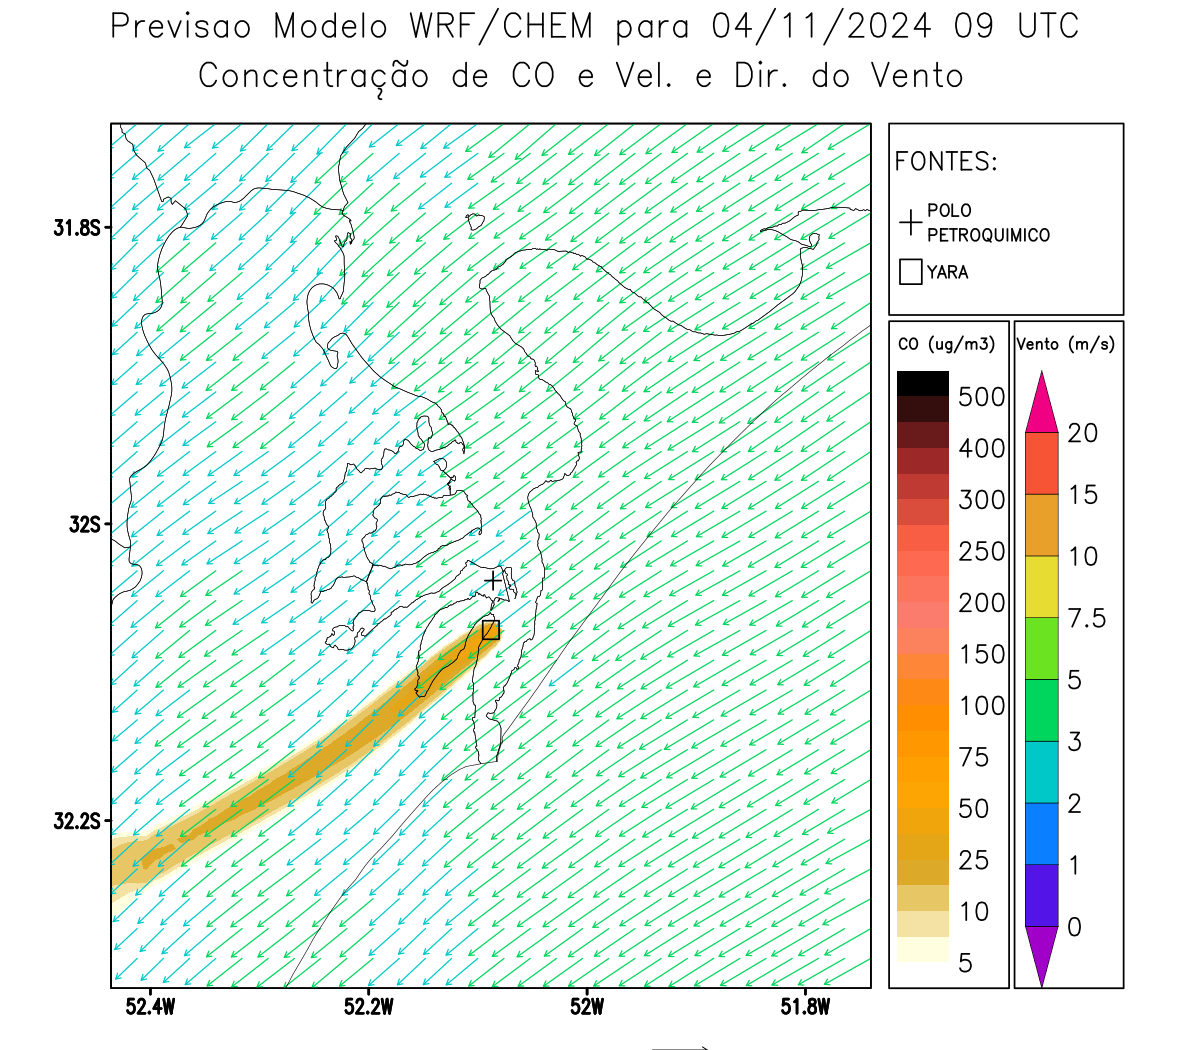 Previsao Modelo WRF/CHEM para 04/11/2024 09 UTC
Concentração de CO e Vel. e Dir. do Vento
FONTES:
POLO
PETROQUIMICO
YARA
CO (ug/m3)
500
400
300
250
200
150
100
75
50
25
10
5
Vento (m/s)
20
15
10
7.5
5
3
2
1
0
31.8S
32S
32.2S
52.4W
52.2W
52W
51.8W